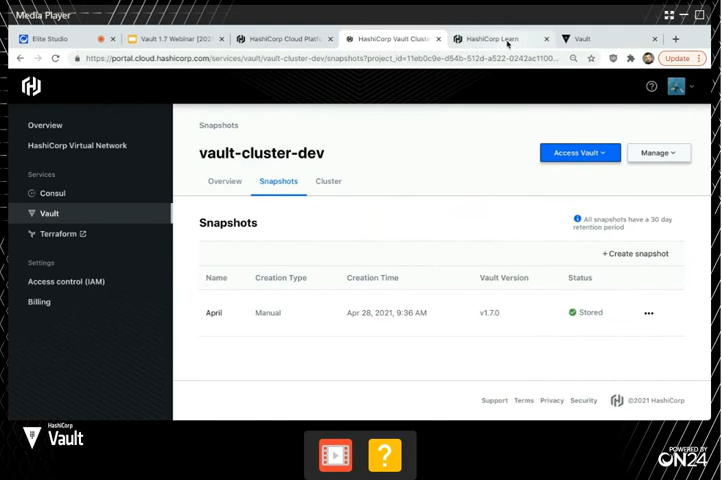 Media Player
Elite Studio
Vault 1.7 Webinar [202
HashiCorp Cloud Platfo
HashiCorp Vault Cluster
HashiCorp Learn
Vault
https://portal.cloud.hashicorp.com/services/vault/vault-cluster-dev/snapshots?project_id=11eb0c9e-d54b-512d-a522-0242ac1100...
Update
Overview
HashiCorp Virtual Network
Services
Consul
Vault
Terraform
Settings
Access control (IAM)
Billing
Snapshots
vault-cluster-dev
Access Vault
Manage
Overview
Snapshots
Cluster
Snapshots
All snapshots have a 30 day
retention period
+ Create snapshot
Name
Creation Type
Creation Time
Vault Version
Status
April
Manual
Apr 28, 2021, 9:36 AM
v1.7.0
Stored
Support
Terms
Privacy
Security
©2021 HashiCorp
HashiCorp
Vault
?
POWERED BY
ON24